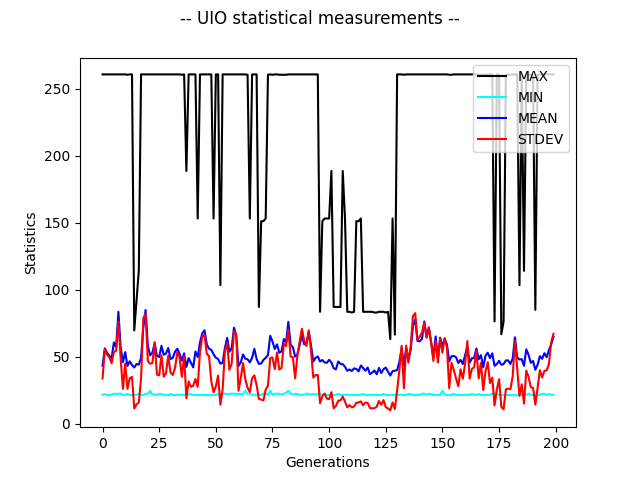 -- UIO statistical measurements --
MAX
MIN
MEAN
STDEV
Statistics
250
200
150
100
50
0
0 25 50 75 100 125 150 175 200
Generations